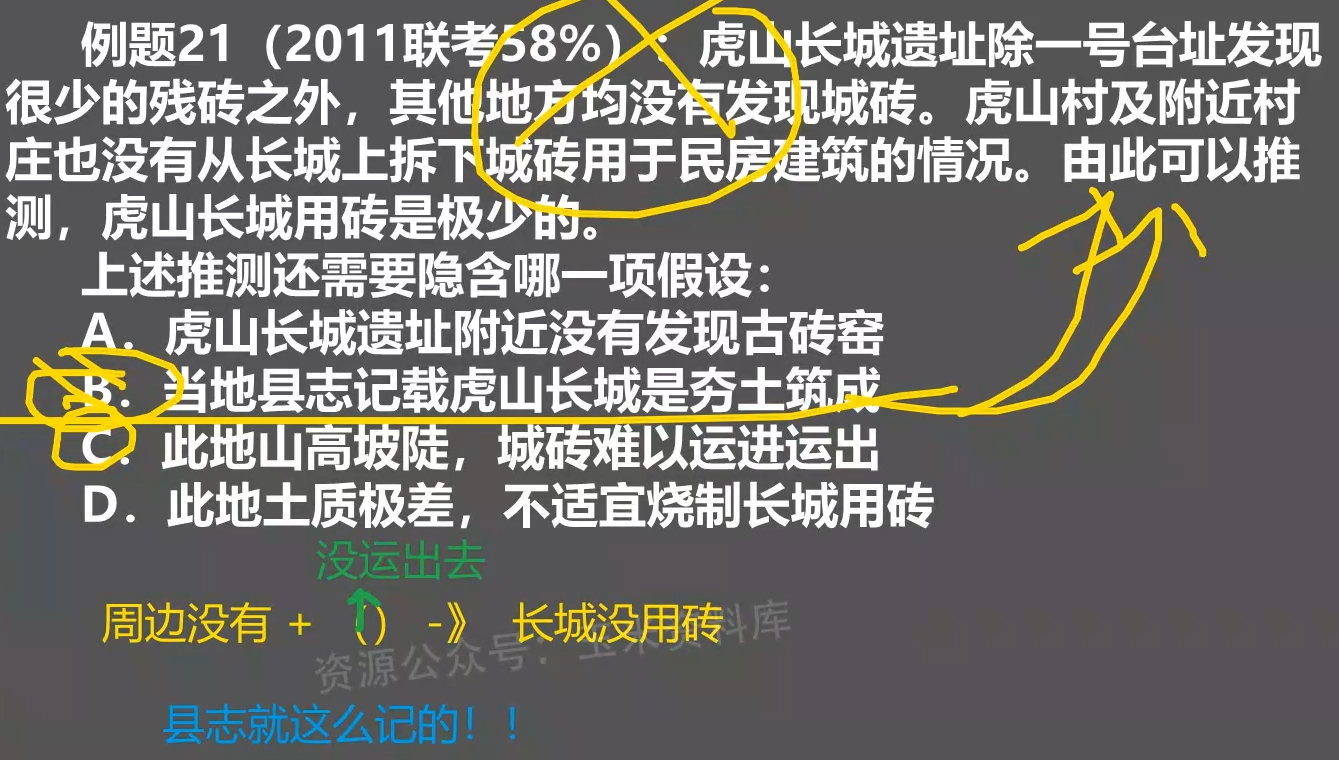 例题21（2011联考58%）：虎山长城遗址除一号台址发现
很少的残砖之外，其他地方均没有发现城砖。虎山村及附近村
庄也没有从长城上拆下城砖用于民房建筑的情况。由此可以推
测，虎山长城用砖是极少的。
上述推测还需要隐含哪一项假设：
A．虎山长城遗址附近没有发现古砖窑
B．当地县志记载虎山长城是夯土筑成
C．此地山高坡陡，城砖难以运进运出
D．此地土质极差，不适宜烧制长城用砖
没运出去
周边没有 + （） -》 长城没用砖
资源公众号：料库
县志就这么记的！！